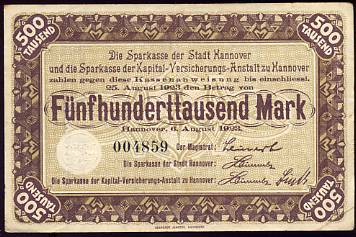 500 TAUSEND
500 TAUSEND
Die Sparkasse der Stadt Hannover
und die Sparkasse der Kapital-Versicherungs-Anstalt zu Hannover
zahlen gegen diese Kassenanweisung bis einschliessl.
25. August 1923 den Betrag von
Fünfhunderttausend Mark
Hannover, 6. August 1923.
004859
Der Magistrat:
Die Sparkasse der Stadt Hannover:
Die Sparkasse der Kapital-Versicherungs-Anstalt zu Hannover:
500 TAUSEND
500 TAUSEND